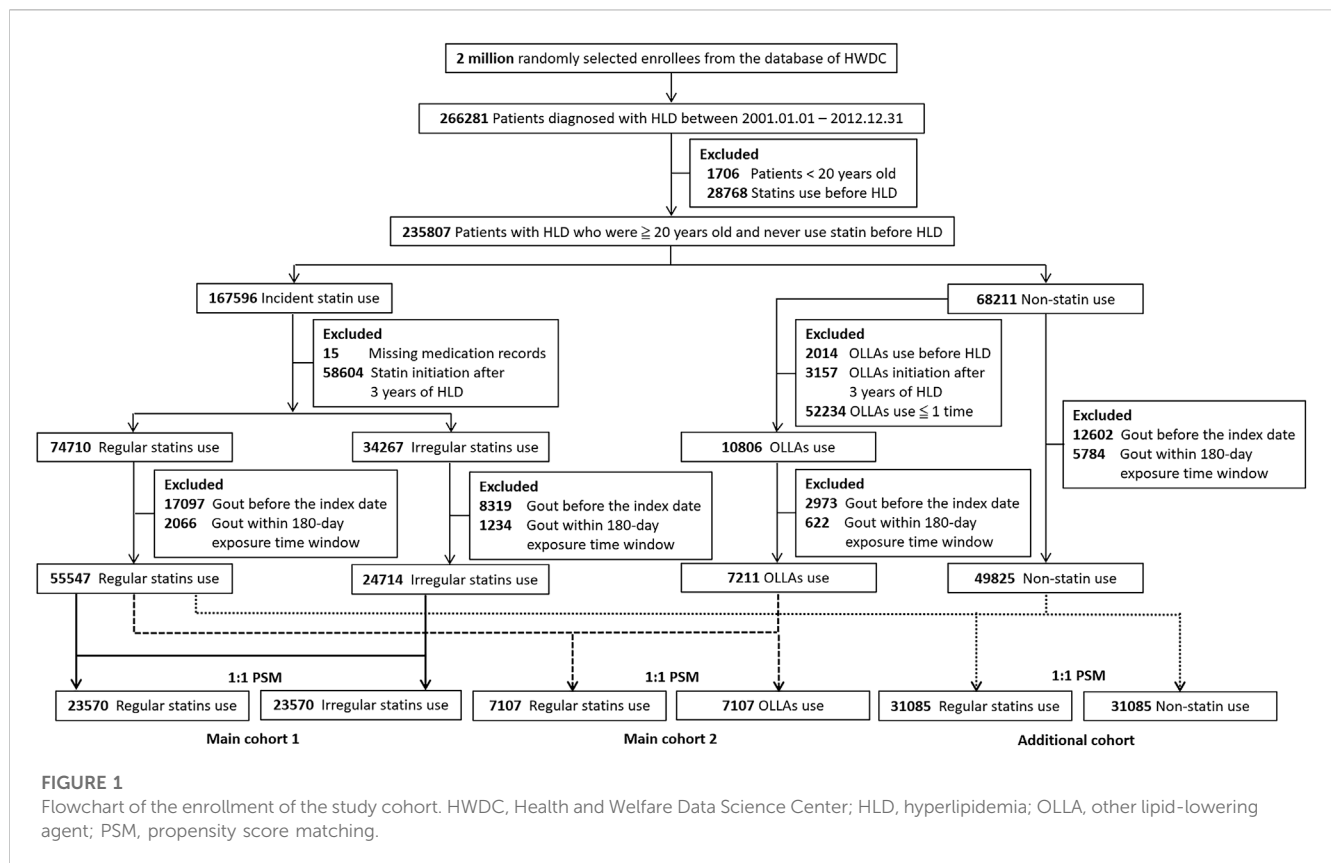 2 million randomly selected enrollees from the database of HWDC
266281 Patients diagnosed with HLD between 2001.01.01 – 2012.12.31
Excluded
1706 Patients < 20 years old
28768 Statins use before HLD
235807 Patients with HLD who were ≧ 20 years old and never use statin before HLD
167596 Incident statin use
68211 Non-statin use
Excluded
15 Missing medication records
58604 Statin initiation after
3 years of HLD
Excluded
2014 OLLAs use before HLD
3157 OLLAs initiation after
3 years of HLD
52234 OLLAs use ≦ 1 time
Excluded
12602 Gout before the index date
5784 Gout within 180-day
exposure time window
74710 Regular statins use
34267 Irregular statins use
10806 OLLAs use
Excluded
17097 Gout before the index date
2066 Gout within 180-day
exposure time window
Excluded
8319 Gout before the index date
1234 Gout within 180-day
exposure time window
Excluded
2973 Gout before the index date
622 Gout within 180-day
exposure time window
55547 Regular statins use
24714 Irregular statins use
7211 OLLAs use
49825 Non-statin use
1:1 PSM
1:1 PSM
1:1 PSM
23570 Regular statins use
23570 Irregular statins use
7107 Regular statins use
7107 OLLAs use
31085 Regular statins use
31085 Non-statin use
Main cohort 1
Main cohort 2
Additional cohort
FIGURE 1
Flowchart of the enrollment of the study cohort. HWDC, Health and Welfare Data Science Center; HLD, hyperlipidemia; OLLA, other lipid-lowering
agent; PSM, propensity score matching.